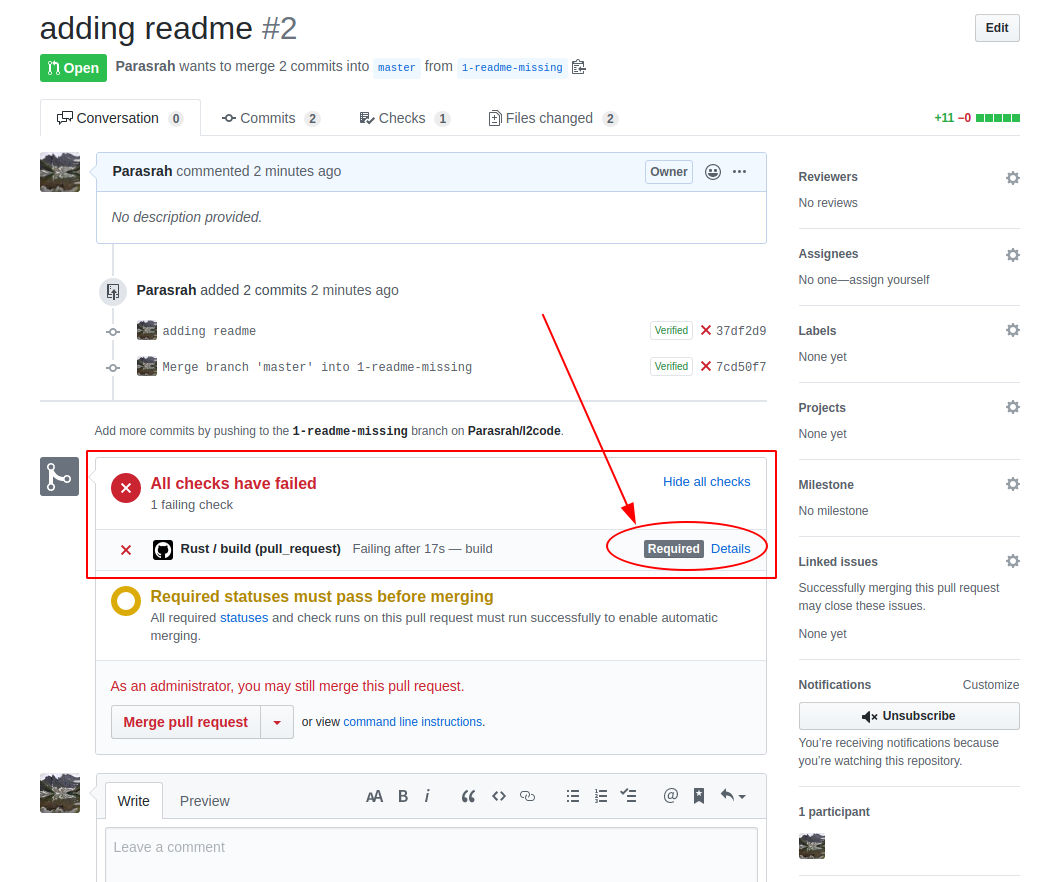 adding readme #2
Edit
Open
Parasrah wants to merge 2 commits into master from 1-readme-missing
Conversation 0
Commits 2
Checks 1
Files changed 2
+11 −0
Parasrah commented 2 minutes ago
Owner
No description provided.
Parasrah added 2 commits 2 minutes ago
adding readme
Verified
37df2d9
Merge branch 'master' into 1-readme-missing
Verified
7cd50f7
Add more commits by pushing to the 1-readme-missing branch on Parasrah/l2code.
All checks have failed
1 failing check
Hide all checks
Rust / build (pull_request) Failing after 17s — build
Required
Details
Required statuses must pass before merging
All required statuses and check runs on this pull request must run successfully to enable automatic
merging.
As an administrator, you may still merge this pull request.
Merge pull request
or view command line instructions.
Write
Preview
AA B i
Leave a comment
Reviewers
No reviews
Assignees
No one—assign yourself
Labels
None yet
Projects
None yet
Milestone
No milestone
Linked issues
Successfully merging this pull request
may close these issues.
None yet
Notifications
Customize
Unsubscribe
You’re receiving notifications because
you’re watching this repository.
1 participant